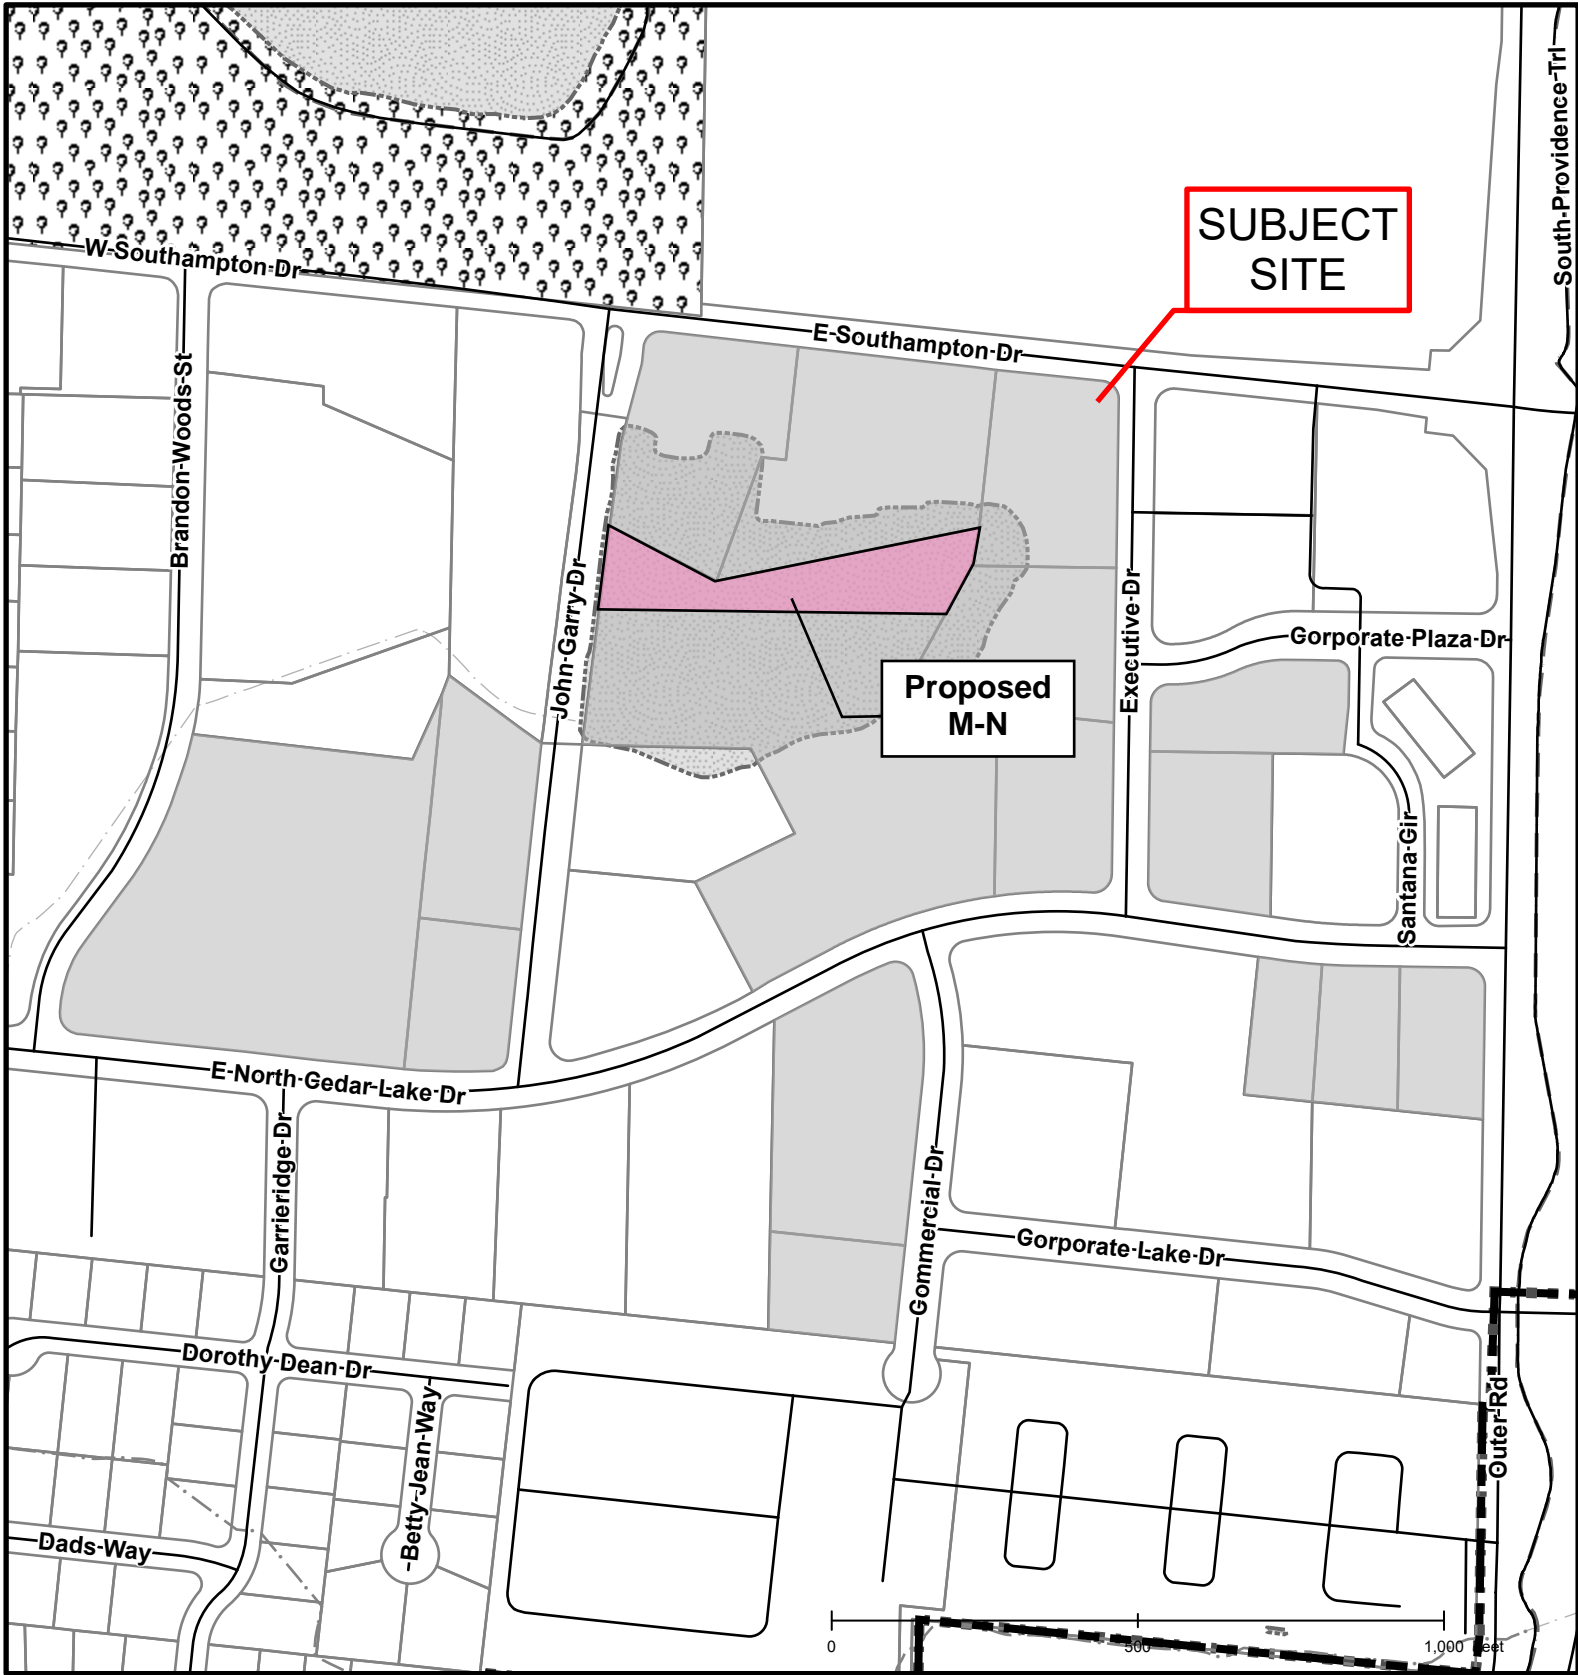 South-Providence-Trl
SUBJECT
SITE
W-Southampton-Dr
E-Southampton-Dr
Brandon-Woods-St
John-Garry-Dr
Executive-Dr
Gorporate-Plaza-Dr
Proposed
M-N
Santana-Gir
E-North-Gedar-Lake-Dr
Garrieridge-Dr
Gommercial-Dr
Gorporate-Lake-Dr
Dorothy-Dean-Dr
Betty-Jean-Way
Outer-Rd
Dads-Way
0 500 1,000